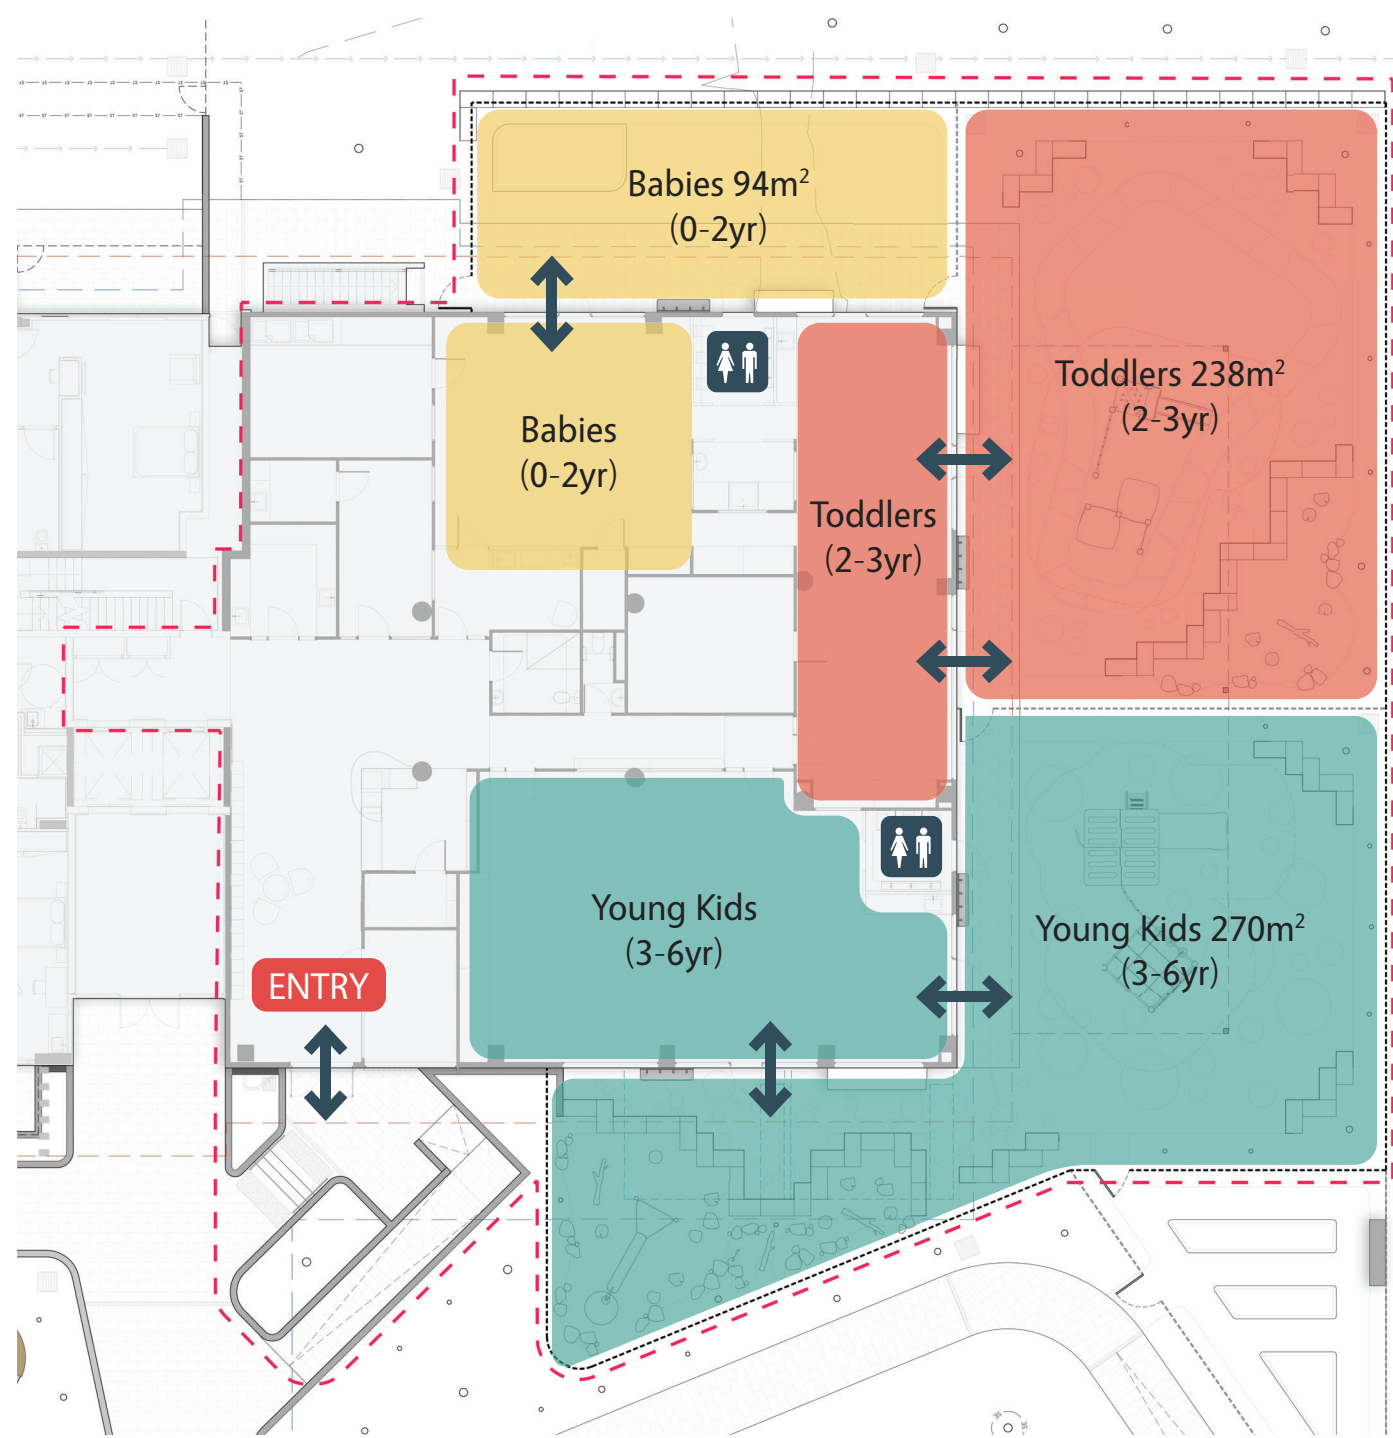 Babies 94m²
(0-2yr)
Toddlers 238m²
(2-3yr)
Babies
(0-2yr)
Toddlers
(2-3yr)
Young Kids
(3-6yr)
Young Kids 270m²
(3-6yr)
ENTRY